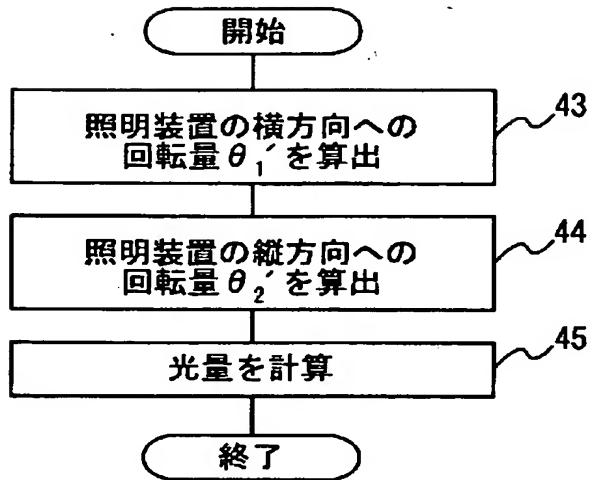 開始
照明装置の横方向への
回転量θ₁′を算出
43
照明装置の縦方向への
回転量θ₂′を算出
44
光量を計算
45
終了